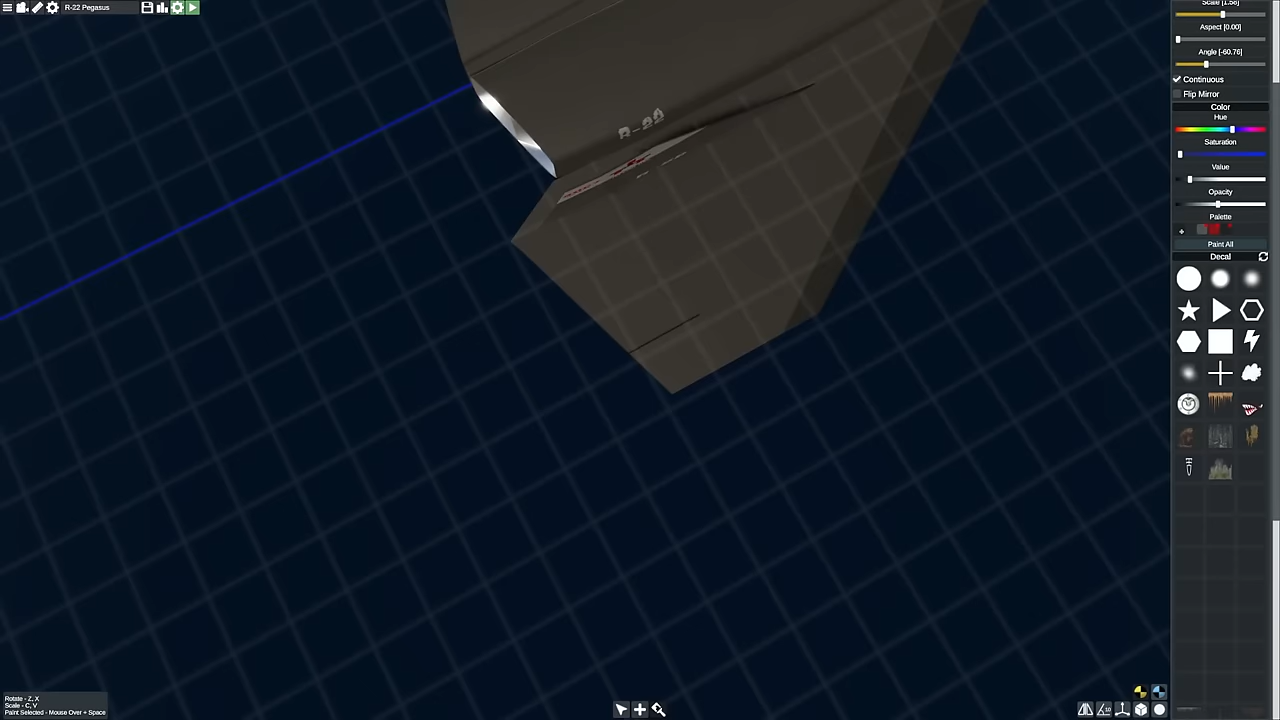 R-22 Pegasus
Scale [1.58]
Aspect [0.00]
Angle [-60.76]
Continuous
Flip Mirror
Color
Hue
Saturation
Value
Opacity
Palette
Paint All
Decal
R-22
Rotate - Z, X
Scale - C, V
Paint Selected - Mouse Over + Space